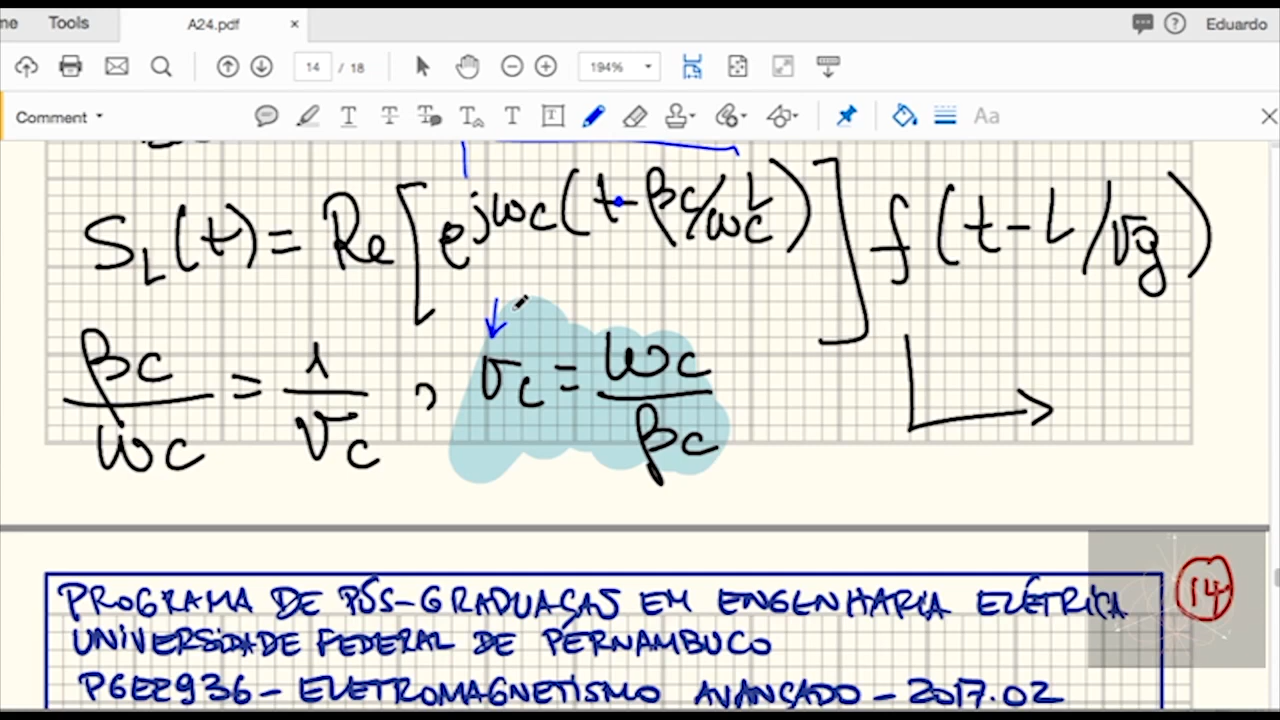 me Tools A24.pdf × Eduardo
14 / 18 194%
Comment Aa
S_L(t) = Re[e^{jωc(t - βc/ωc L)}] f(t - L/vg)
βc/ωc = 1/vc , vc = ωc/βc
14
PROGRAMA DE PÓS-GRADUAÇÃO EM ENGENHARIA ELÉTRICA
UNIVERSIDADE FEDERAL DE PERNAMBUCO
PGEE936 - ELETROMAGNETISMO AVANÇADO - 2017.02